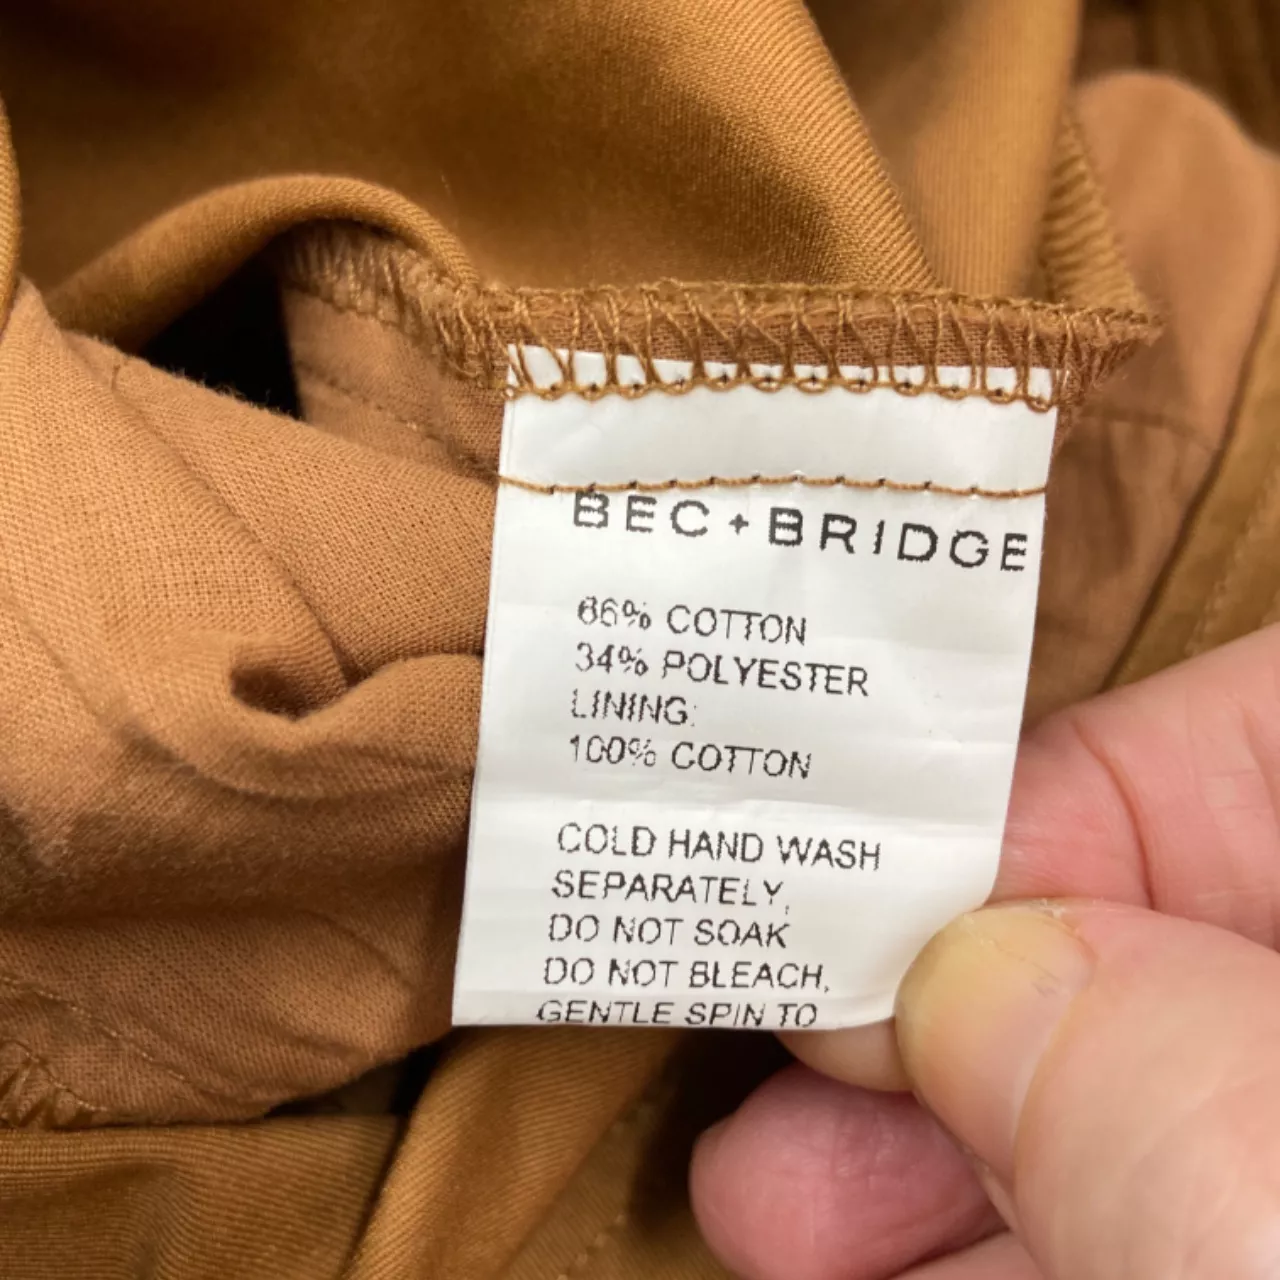 BEC+BRIDGE
66% COTTON
34% POLYESTER
LINING:
100% COTTON
COLD HAND WASH
SEPARATELY,
DO NOT SOAK
DO NOT BLEACH,
GENTLE SPIN TO